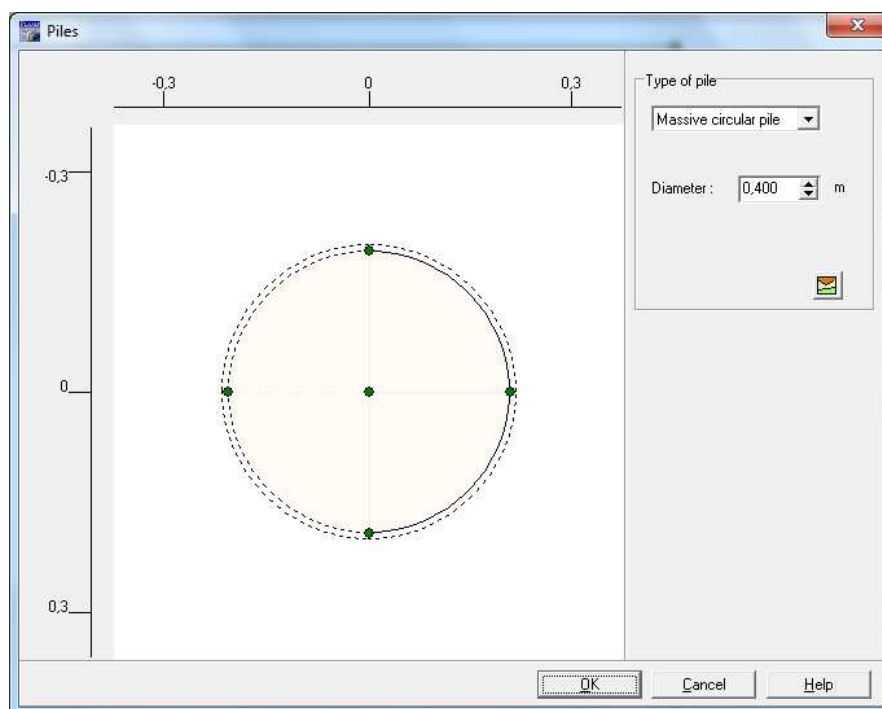 Piles
-0,3
0
0,3
-0,3
0
0,3
Type of pile
Massive circular pile
Diameter :
0,400
m
OK
Cancel
Help